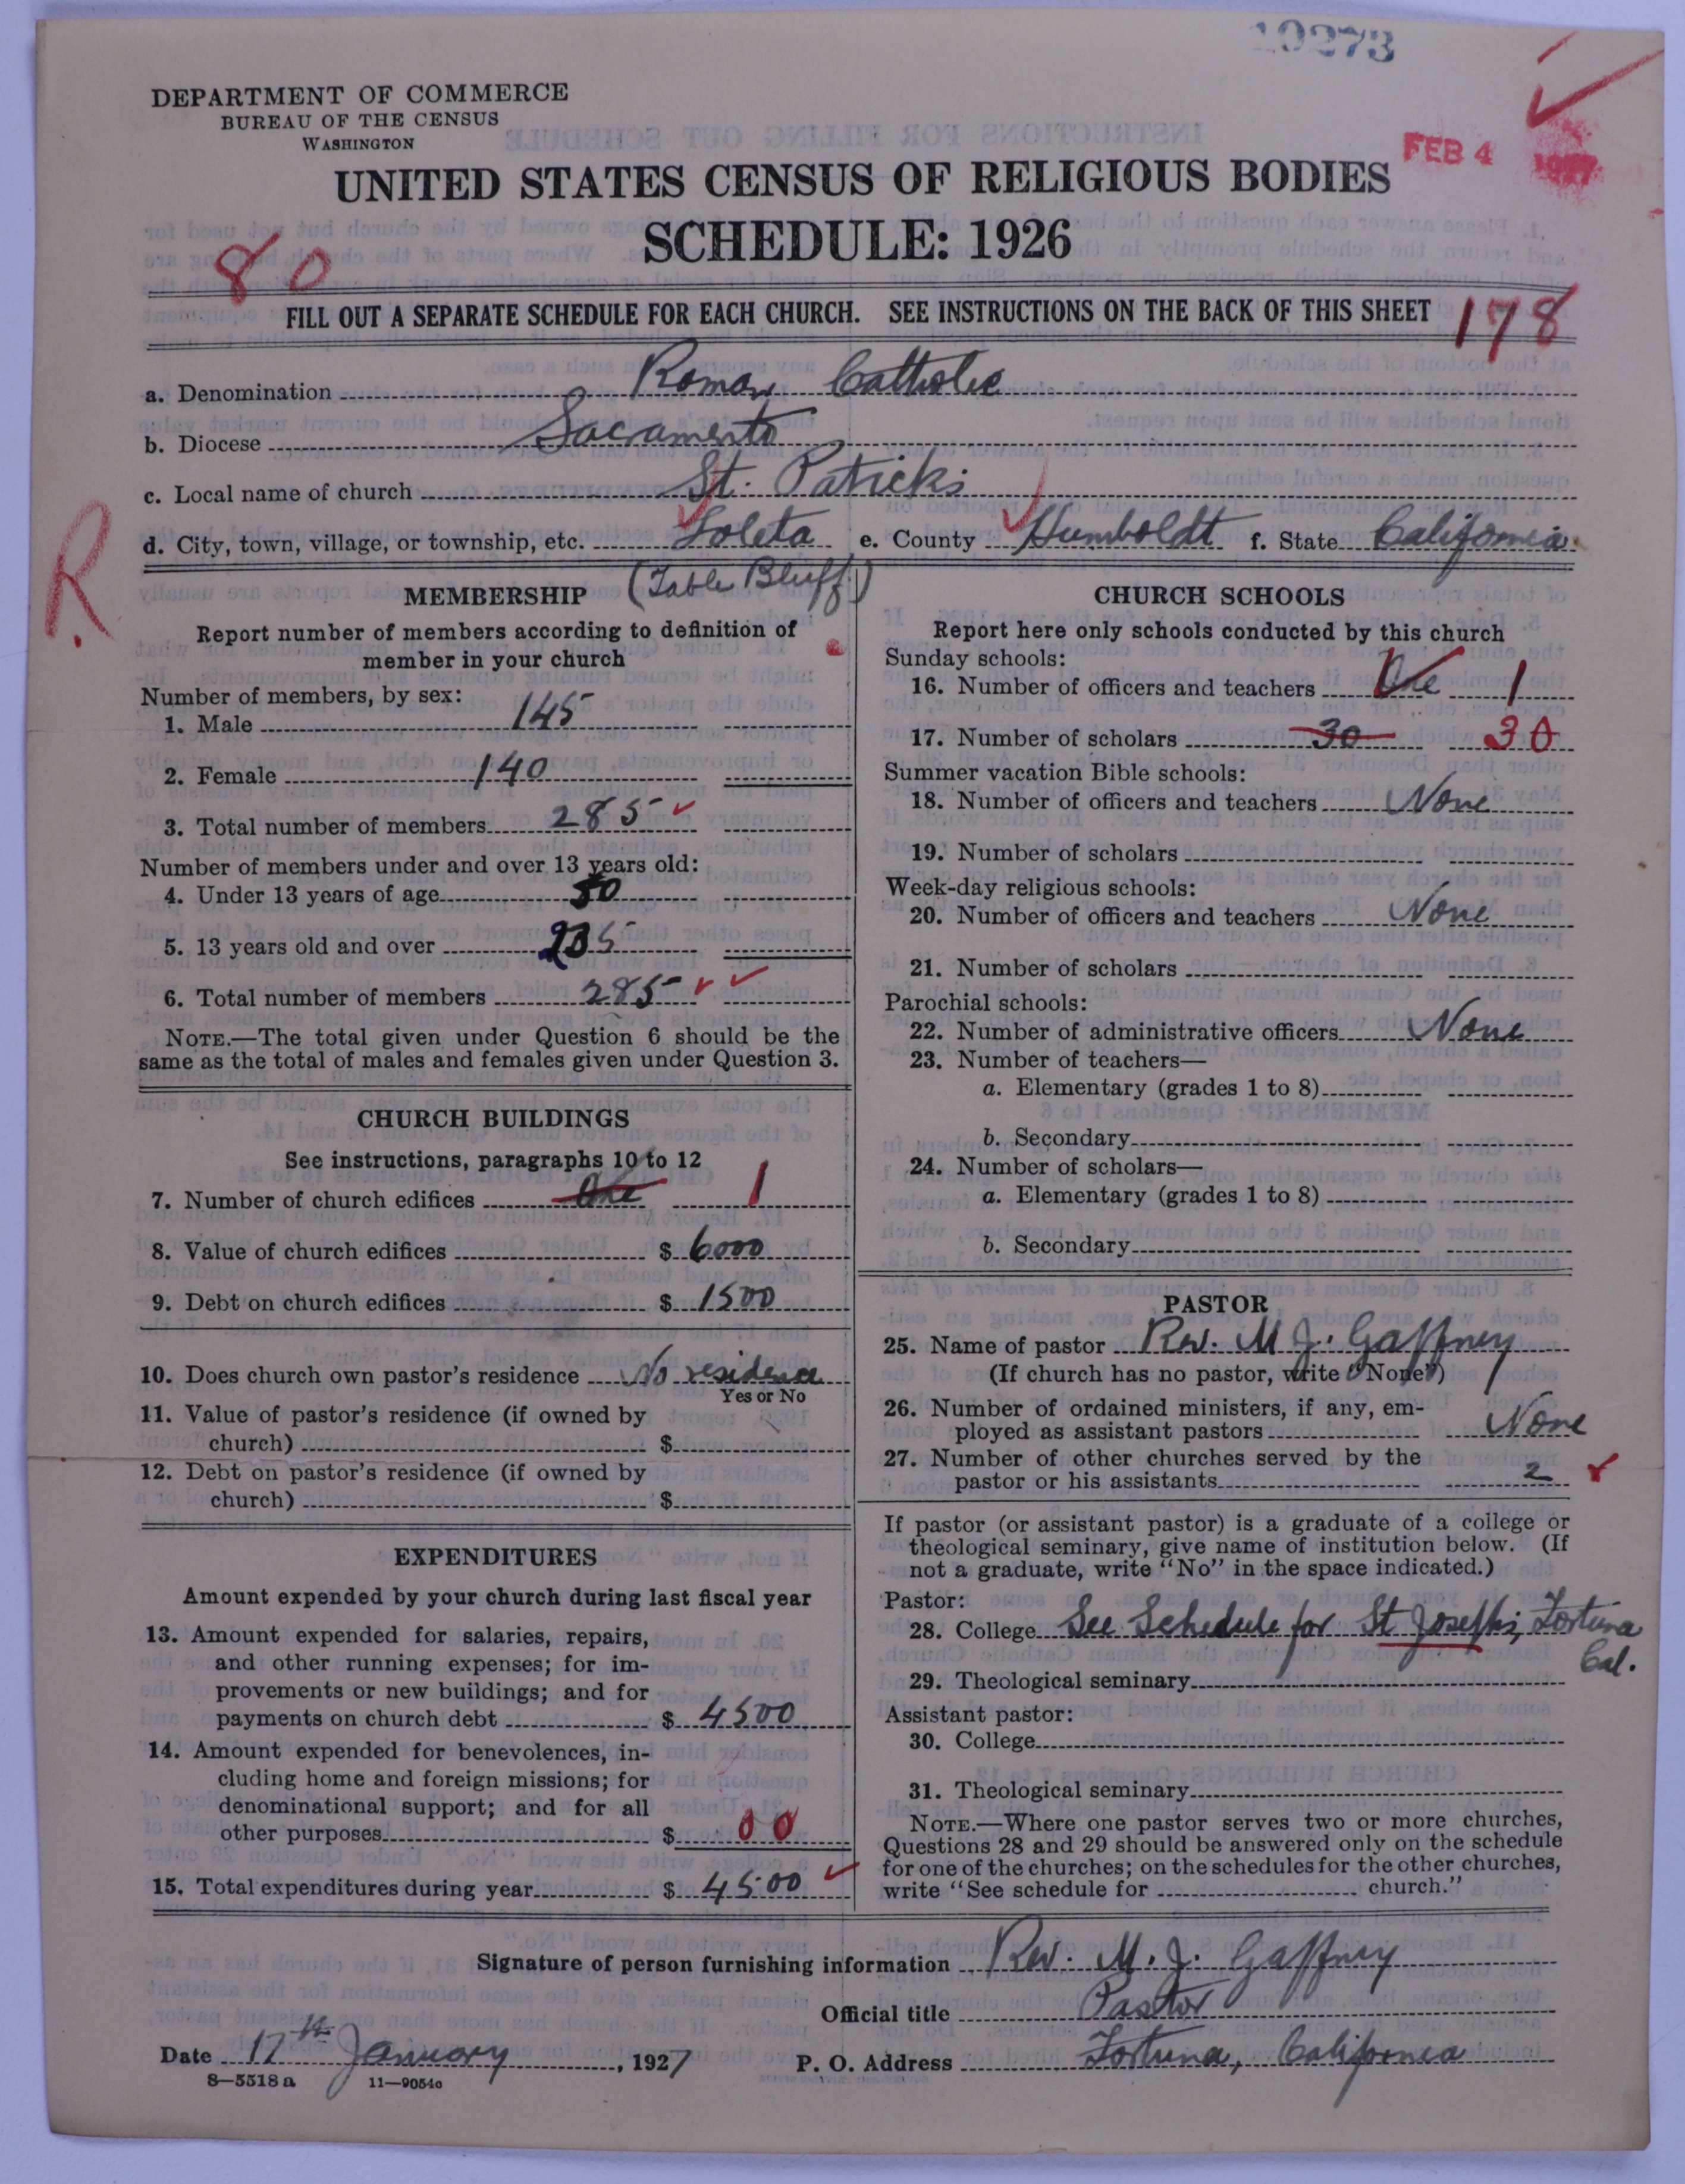 19273
DEPARTMENT OF COMMERCE
BUREAU OF THE CENSUS
WASHINGTON
FEB 4 1927
UNITED STATES CENSUS OF RELIGIOUS BODIES
SCHEDULE: 1926
80
FILL OUT A SEPARATE SCHEDULE FOR EACH CHURCH. SEE INSTRUCTIONS ON THE BACK OF THIS SHEET
178
a. Denomination Roman Catholic
b. Diocese Sacramento
c. Local name of church St. Patricks
d. City, town, village, or township, etc. Loleta e. County Humboldt f. State California
(Table Bluff)
R.
MEMBERSHIP
Report number of members according to definition of
member in your church
Number of members, by sex:
1. Male 145
2. Female 140
3. Total number of members 285
Number of members under and over 13 years old:
4. Under 13 years of age 50
5. 13 years old and over 235
6. Total number of members 285
NOTE.—The total given under Question 6 should be the
same as the total of males and females given under Question 3.
CHURCH BUILDINGS
See instructions, paragraphs 10 to 12
7. Number of church edifices One 1
8. Value of church edifices $ 6000
9. Debt on church edifices $ 1500
10. Does church own pastor's residence No residence
Yes or No
11. Value of pastor's residence (if owned by
church) $
12. Debt on pastor's residence (if owned by
church) $
EXPENDITURES
Amount expended by your church during last fiscal year
13. Amount expended for salaries, repairs,
and other running expenses; for im-
provements or new buildings; and for
payments on church debt $ 4500
14. Amount expended for benevolences, in-
cluding home and foreign missions; for
denominational support; and for all
other purposes $ 00
15. Total expenditures during year $ 4500
CHURCH SCHOOLS
Report here only schools conducted by this church
Sunday schools:
16. Number of officers and teachers One 1
17. Number of scholars 30 30
Summer vacation Bible schools:
18. Number of officers and teachers None
19. Number of scholars
Week-day religious schools:
20. Number of officers and teachers None
21. Number of scholars
Parochial schools:
22. Number of administrative officers None
23. Number of teachers—
a. Elementary (grades 1 to 8)
b. Secondary
24. Number of scholars—
a. Elementary (grades 1 to 8)
b. Secondary
PASTOR
25. Name of pastor Rev. M J. Gaffney
(If church has no pastor, write "None")
26. Number of ordained ministers, if any, em-
ployed as assistant pastors None
27. Number of other churches served by the
pastor or his assistants 2
If pastor (or assistant pastor) is a graduate of a college or
theological seminary, give name of institution below. (If
not a graduate, write "No" in the space indicated.)
Pastor:
28. College See Schedule for St Josephs, Fortuna
Cal.
29. Theological seminary
Assistant pastor:
30. College
31. Theological seminary
NOTE.—Where one pastor serves two or more churches,
Questions 28 and 29 should be answered only on the schedule
for one of the churches; on the schedules for the other churches,
write "See schedule for church."
Signature of person furnishing information Rev. M. J. Gaffney
Official title Pastor
Date 17th January, 1927 P. O. Address Fortuna, California
8—5518a 11—9054c